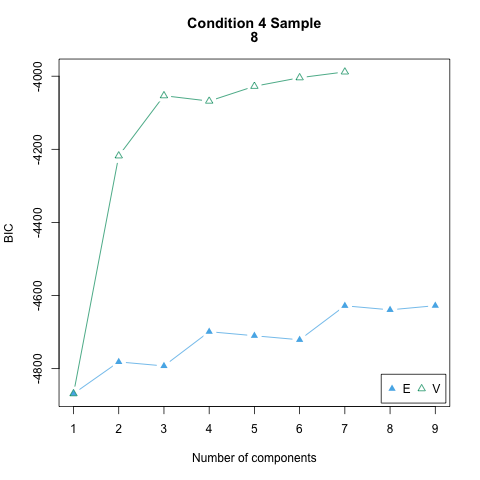 Condition 4 Sample
8
-4000
-4200
-4400
-4600
-4800
BIC
1 2 3 4 5 6 7 8 9
Number of components
E V